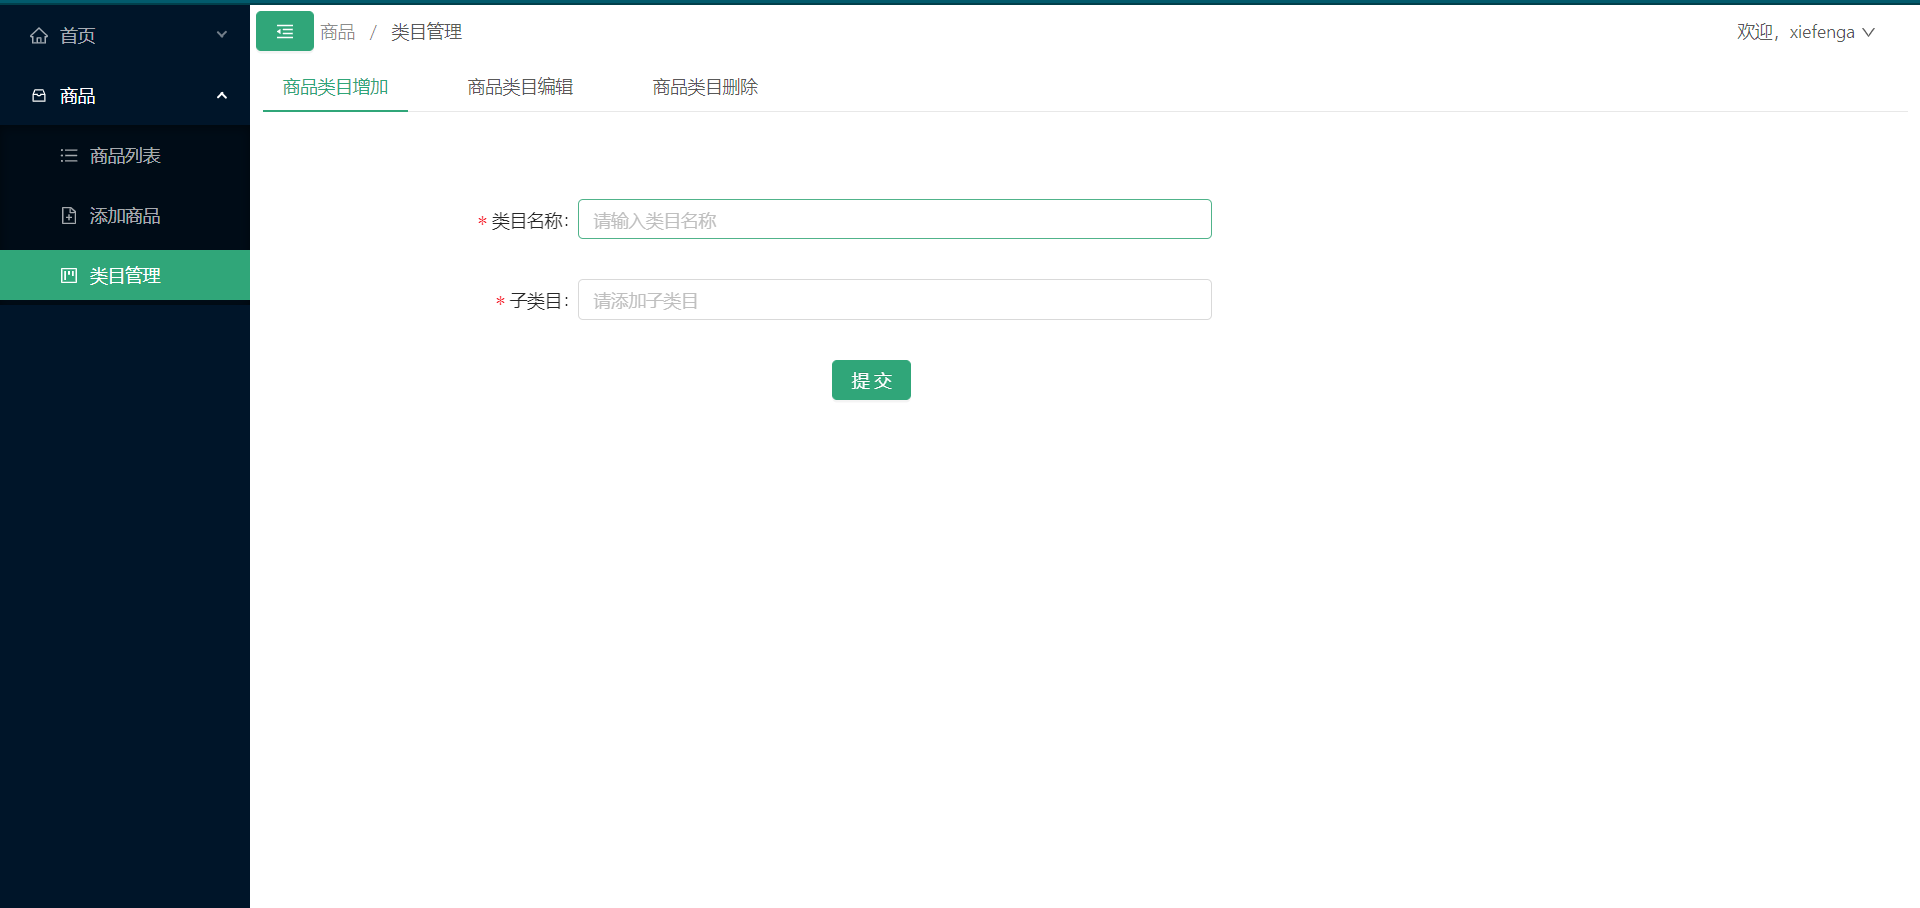 首页
商品
商品列表
添加商品
类目管理
商品 / 类目管理
欢迎，xiefenga
商品类目增加 商品类目编辑 商品类目删除
* 类目名称: 请输入类目名称
* 子类目: 请添加子类目
提 交